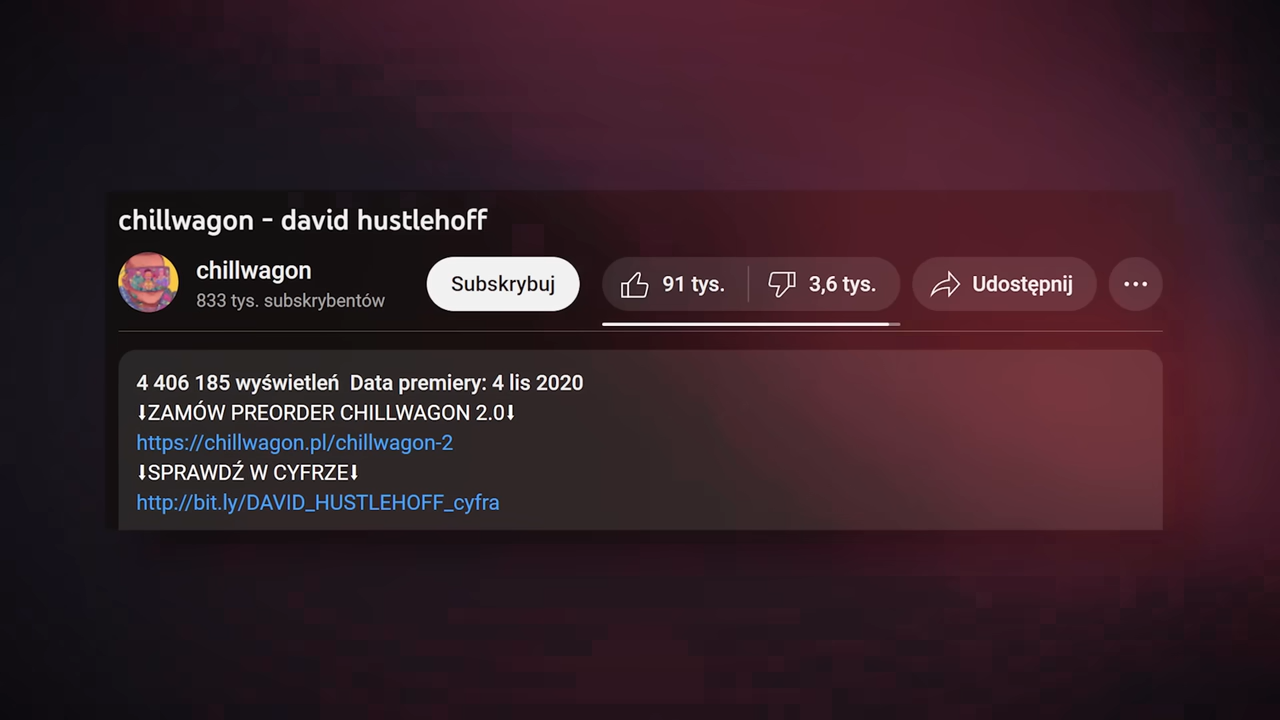 chillwagon - david hustlehoff
chillwagon
833 tys. subskrybentów
Subskrybuj
91 tys.
3,6 tys.
Udostępnij
4 406 185 wyświetleń Data premiery: 4 lis 2020
⬇ZAMÓW PREORDER CHILLWAGON 2.0⬇
https://chillwagon.pl/chillwagon-2
⬇SPRAWDŹ W CYFRZE⬇
http://bit.ly/DAVID_HUSTLEHOFF_cyfra